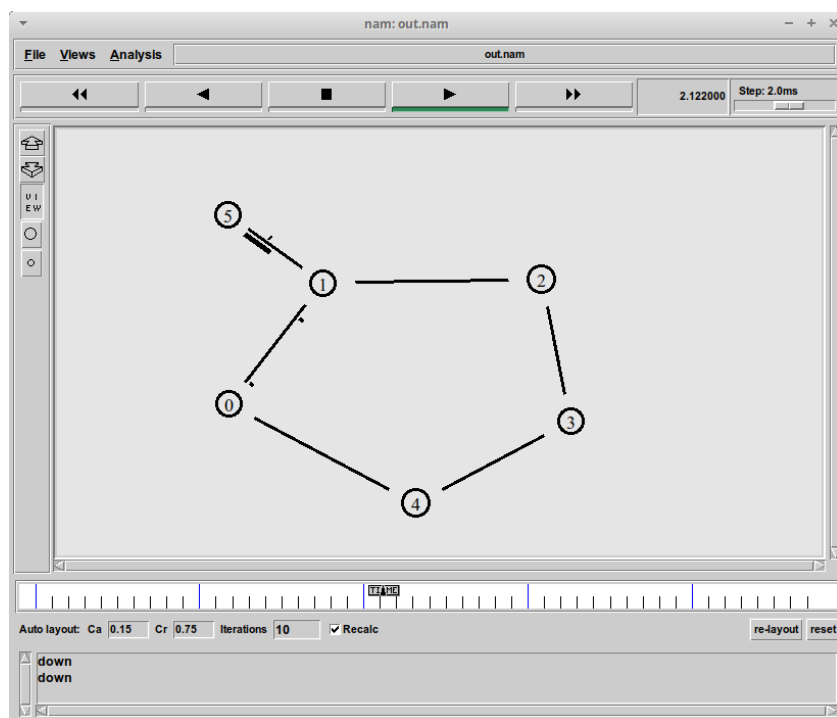 nam: out.nam
File Views Analysis out.nam
2.122000 Step: 2.0ms
V I
E W
5
1
2
0
3
4
TIME
Auto layout: Ca 0.15 Cr 0.75 Iterations 10 Recalc re-layout reset
down
down